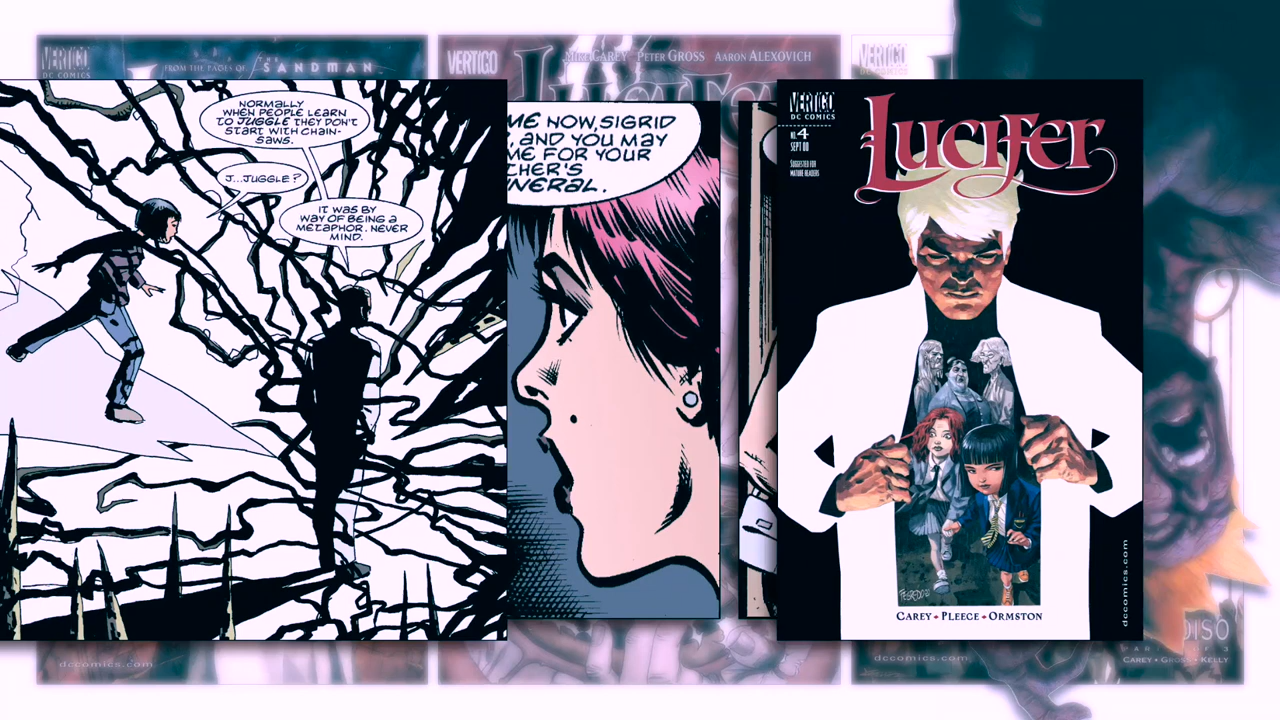 VERTIGO
DC COMICS
FROM THE PAGES OF THE SANDMAN
NORMALLY
WHEN PEOPLE LEARN
TO JUGGLE THEY DON'T
START WITH CHAIN-
SAWS.
J...JUGGLE?
IT WAS BY
WAY OF BEING A
METAPHOR. NEVER
MIND.
dccomics.com
VERTIGO
MIKE CAREY PETER GROSS AARON ALEXOVICH
ME NOW, SIGRID
, AND YOU MAY
ME FOR YOUR
THER'S
NERAL.
VERTIGO
DC COMICS
VERTIGO
DC COMICS
NO. 4
SEPT 00
SUGGESTED FOR
MATURE READERS
LUCIFER
CAREY • PLEECE • ORMSTON
dccomics.com
dccomics.com
DISO
CAREY • GROSS • KELLY